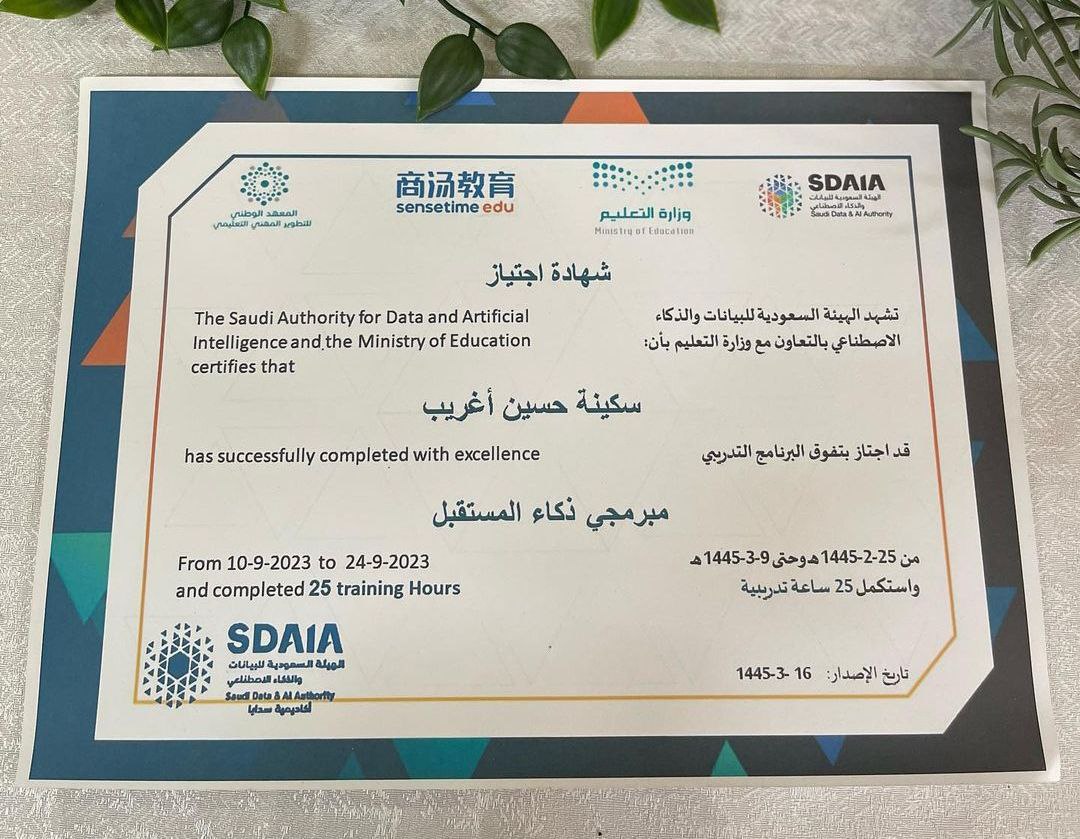 المعهد الوطني
للتطوير المهني التعليمي
商汤教育
sensetime edu
وزارة التعليم
Ministry of Education
SDAIA
الهيئة السعودية للبيانات
والذكاء الاصطناعي
Saudi Data & AI Authority
شهادة اجتياز
The Saudi Authority for Data and Artificial
Intelligence and the Ministry of Education
certifies that
تشهد الهيئة السعودية للبيانات والذكاء
الاصطناعي بالتعاون مع وزارة التعليم بأن:
سكينة حسين أغريب
has successfully completed with excellence
قد اجتاز بتفوق البرنامج التدريبي
مبرمجي ذكاء المستقبل
From 10-9-2023 to 24-9-2023
and completed 25 training Hours
من 25-2-1445هـ وحتى 9-3-1445 هـ
واستكمل 25 ساعة تدريبية
SDAIA
الهيئة السعودية للبيانات
والذكاء الاصطناعي
Saudi Data & AI Authority
أكاديمية سدايا
تاريخ الإصدار: 16 -3-1445